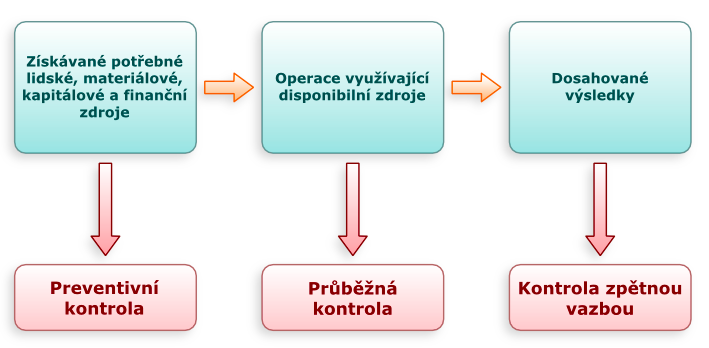 Získávané potřebné
lidské, materiálové,
kapitálové a finanční
zdroje
Operace využívající
disponibilní zdroje
Dosahované
výsledky
Preventivní
kontrola
Průběžná
kontrola
Kontrola zpětnou
vazbou